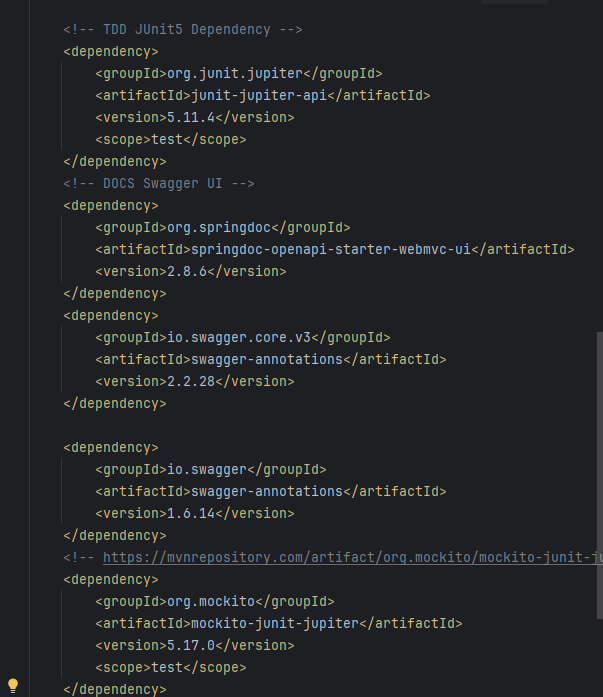 <!-- TDD JUnit5 Dependency -->
<dependency>
<groupId>org.junit.jupiter</groupId>
<artifactId>junit-jupiter-api</artifactId>
<version>5.11.4</version>
<scope>test</scope>
</dependency>
<!-- DOCS Swagger UI -->
<dependency>
<groupId>org.springdoc</groupId>
<artifactId>springdoc-openapi-starter-webmvc-ui</artifactId>
<version>2.8.6</version>
</dependency>
<dependency>
<groupId>io.swagger.core.v3</groupId>
<artifactId>swagger-annotations</artifactId>
<version>2.2.28</version>
</dependency>
<dependency>
<groupId>io.swagger</groupId>
<artifactId>swagger-annotations</artifactId>
<version>1.6.14</version>
</dependency>
<!-- https://mvnrepository.com/artifact/org.mockito/mockito-junit-ju
<dependency>
<groupId>org.mockito</groupId>
<artifactId>mockito-junit-jupiter</artifactId>
<version>5.17.0</version>
<scope>test</scope>
</dependency>